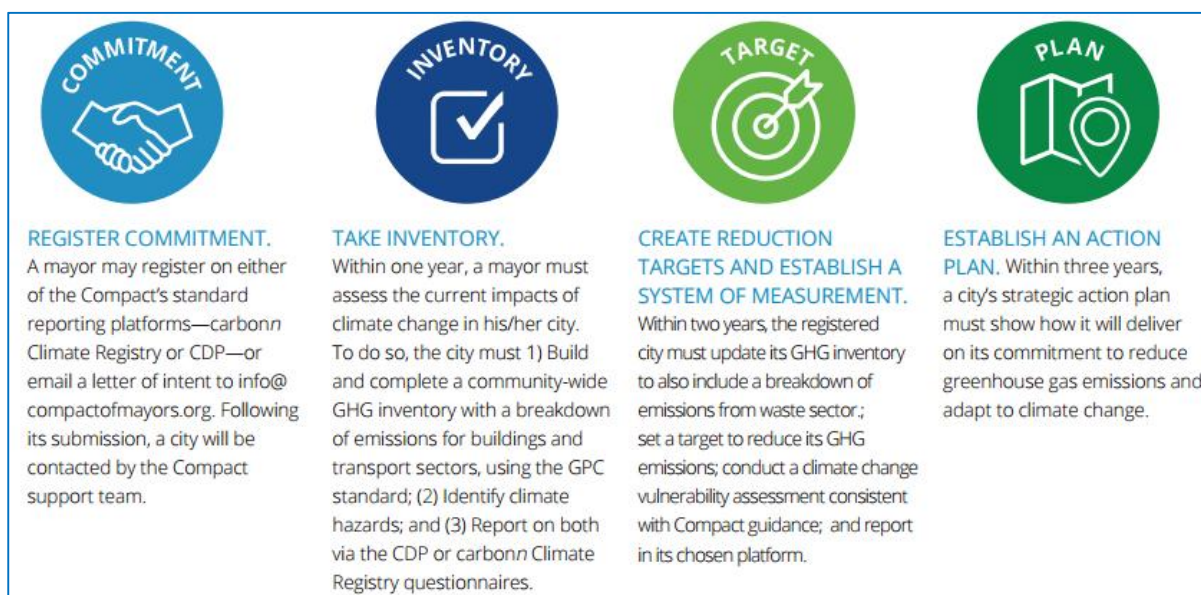 COMMITMENT
REGISTER COMMITMENT.
A mayor may register on either
of the Compact's standard
reporting platforms—carbonn
Climate Registry or CDP—or
email a letter of intent to info@
compactofmayors.org. Following
its submission, a city will be
contacted by the Compact
support team.
INVENTORY
TAKE INVENTORY.
Within one year, a mayor must
assess the current impacts of
climate change in his/her city.
To do so, the city must 1) Build
and complete a community-wide
GHG inventory with a breakdown
of emissions for buildings and
transport sectors, using the GPC
standard; (2) Identify climate
hazards; and (3) Report on both
via the CDP or carbonn Climate
Registry questionnaires.
TARGET
CREATE REDUCTION
TARGETS AND ESTABLISH A
SYSTEM OF MEASUREMENT.
Within two years, the registered
city must update its GHG inventory
to also include a breakdown of
emissions from waste sector.;
set a target to reduce its GHG
emissions; conduct a climate change
vulnerability assessment consistent
with Compact guidance; and report
in its chosen platform.
PLAN
ESTABLISH AN ACTION
PLAN. Within three years,
a city's strategic action plan
must show how it will deliver
on its commitment to reduce
greenhouse gas emissions and
adapt to climate change.